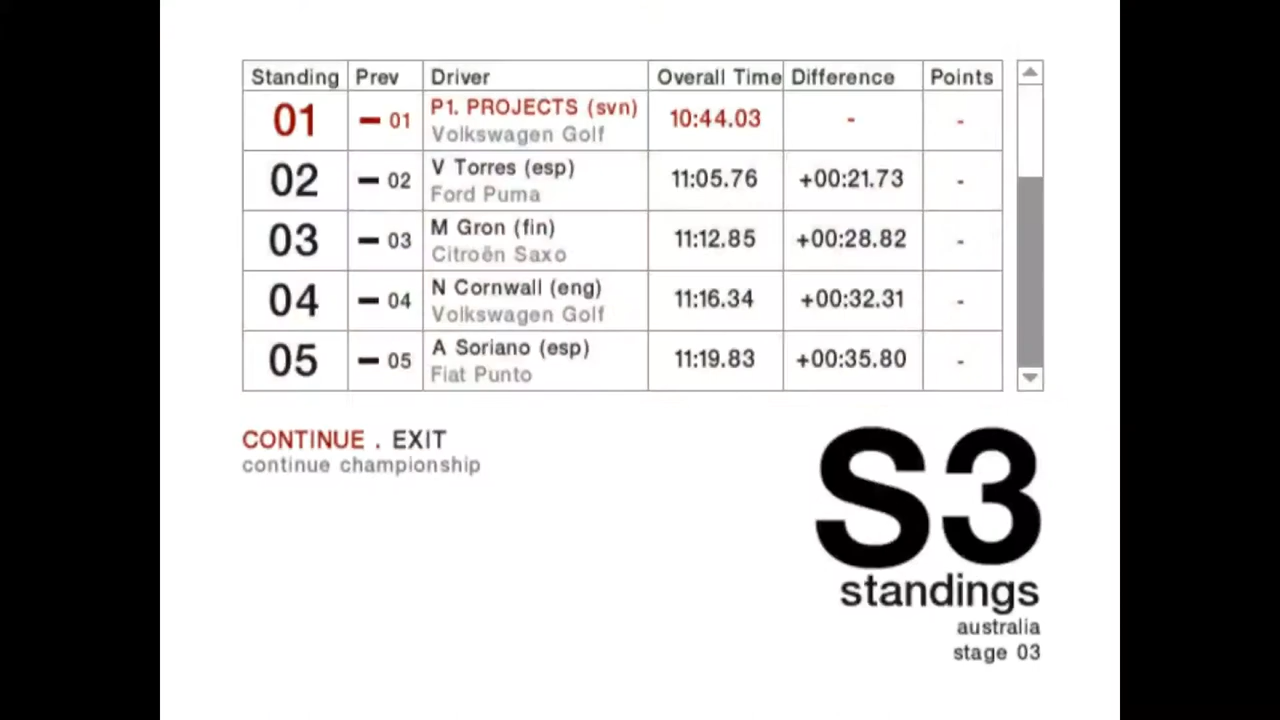 Standing Prev Driver Overall Time Difference Points
01 01 P1. PROJECTS (svn) 10:44.03 - -
Volkswagen Golf
02 02 V Torres (esp) 11:05.76 +00:21.73 -
Ford Puma
03 03 M Gron (fin) 11:12.85 +00:28.82 -
Citroën Saxo
04 04 N Cornwall (eng) 11:16.34 +00:32.31 -
Volkswagen Golf
05 05 A Soriano (esp) 11:19.83 +00:35.80 -
Fiat Punto
CONTINUE . EXIT
continue championship
S3
standings
australia
stage 03